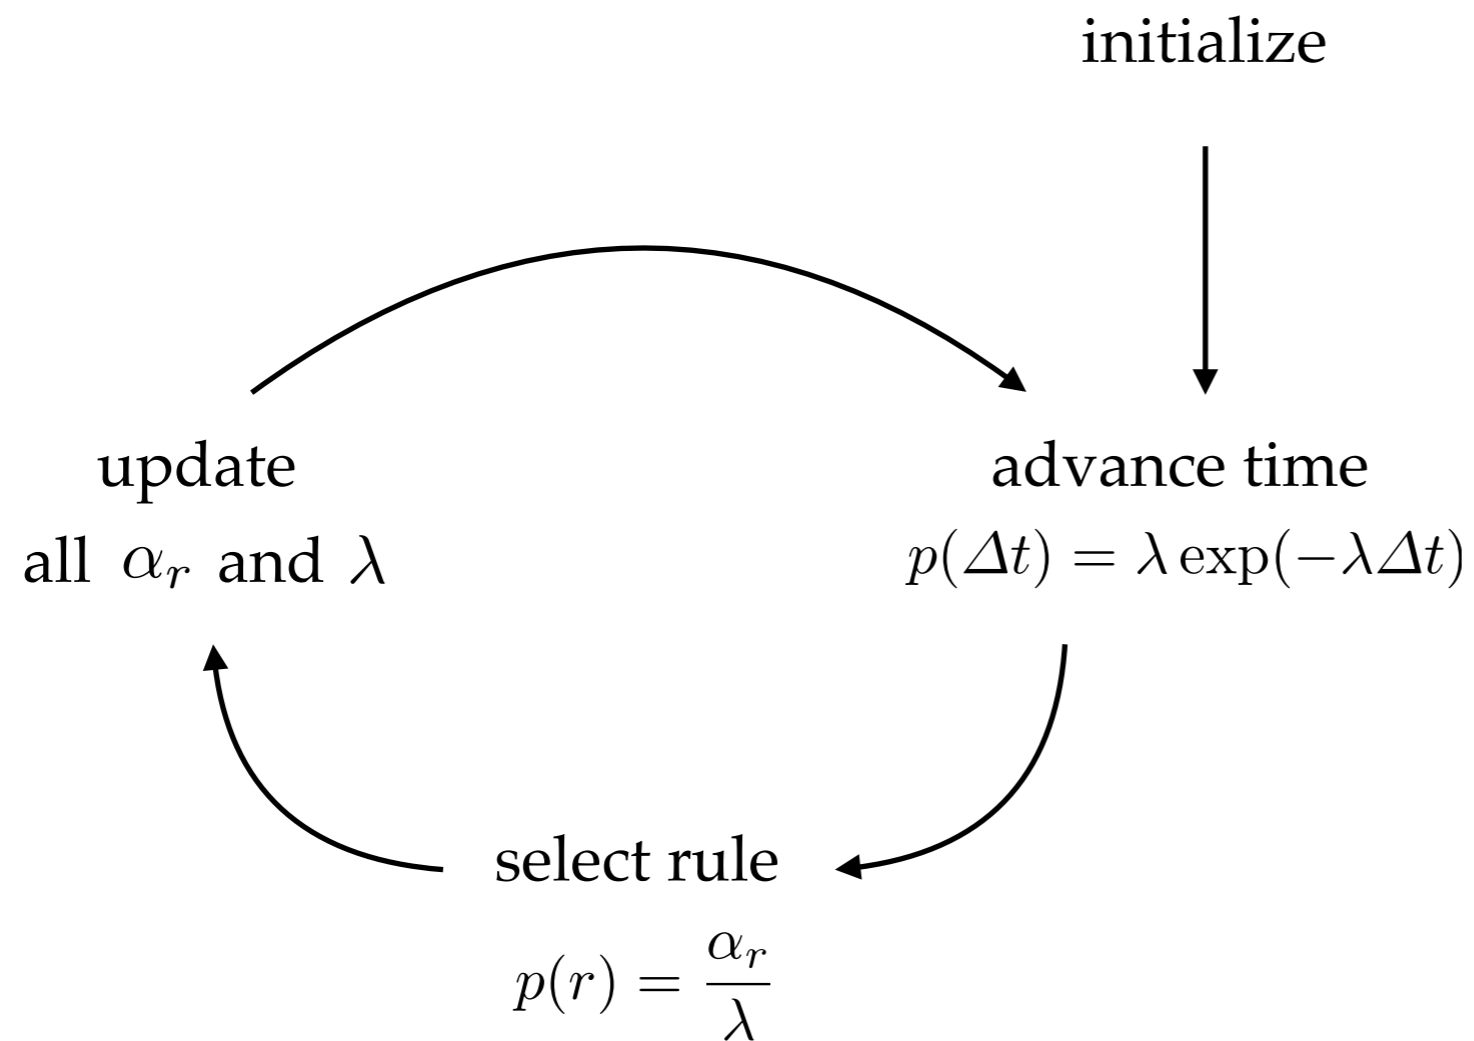 initialize
update
all αᵣ and λ
advance time
p(Δt) = λ exp(−λΔt)
select rule
p(r) = αᵣ / λ